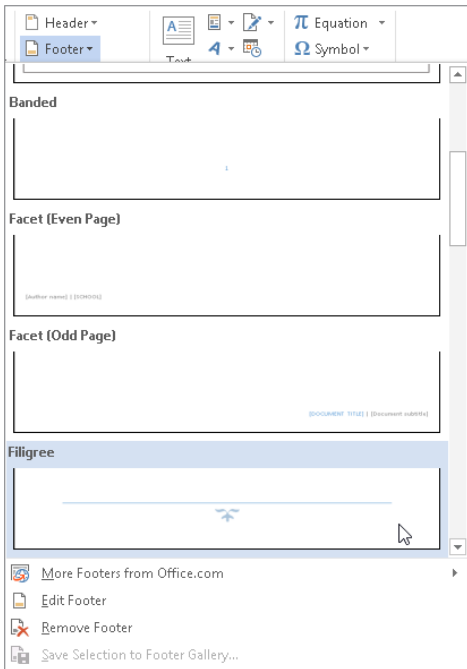 Header
Equation
Footer
Symbol
Text
Banded
1
Facet (Even Page)
[Author name] | [SCHOOL]
Facet (Odd Page)
[DOCUMENT TITLE] | [Document subtitle]
Filigree
More Footers from Office.com
Edit Footer
Remove Footer
Save Selection to Footer Gallery...